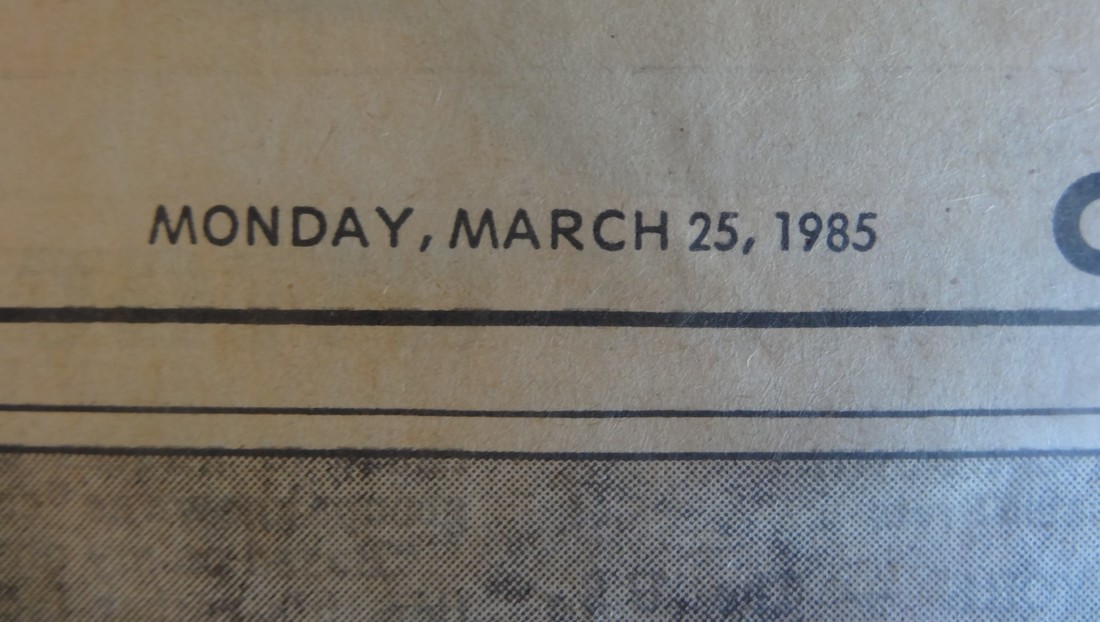 MONDAY, MARCH 25, 1985